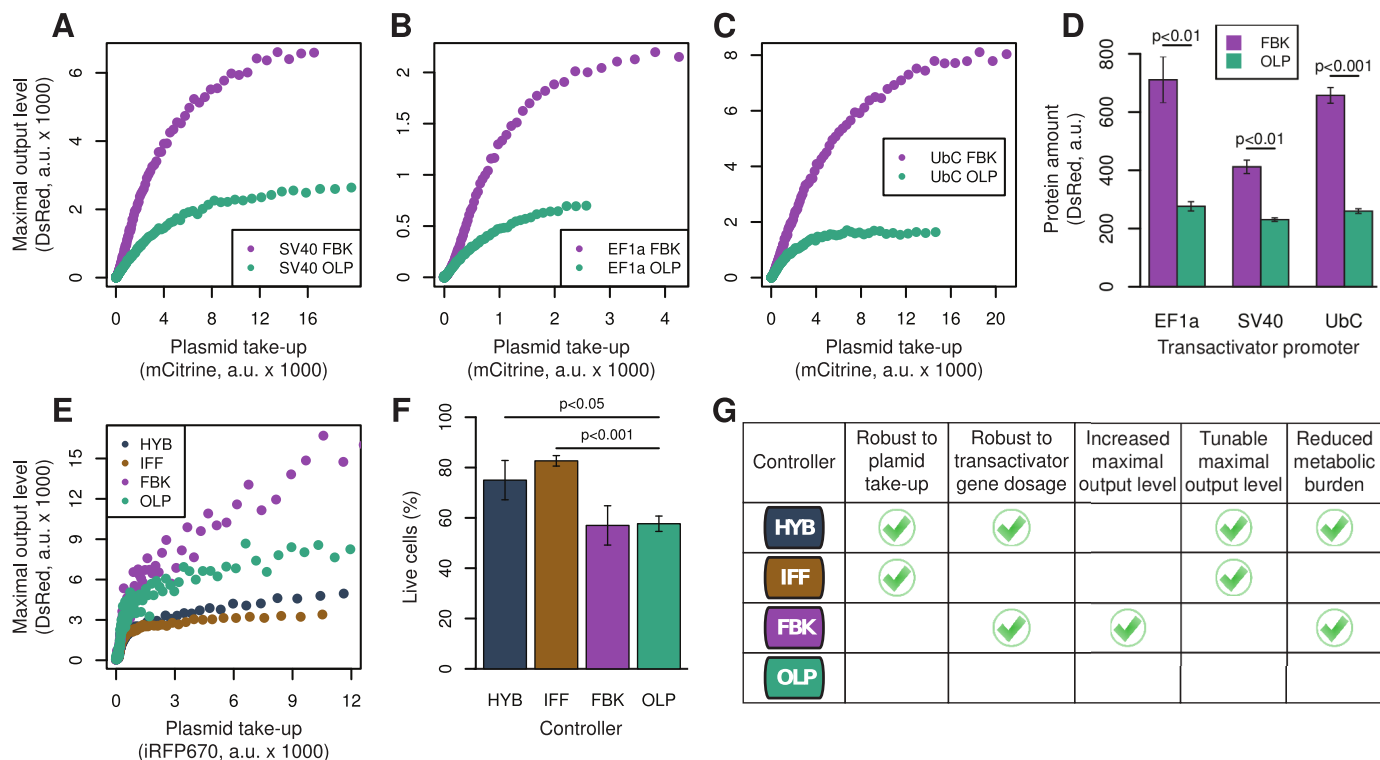 A
Maximal output level
(DsRed, a.u. x 1000)
6
4
2
0
SV40 FBK
SV40 OLP
0 4 8 12 16
Plasmid take-up
(mCitrine, a.u. x 1000)
B
2
1.5
1
0.5
0
EF1a FBK
EF1a OLP
0 1 2 3 4
Plasmid take-up
(mCitrine, a.u. x 1000)
C
8
6
4
2
0
UbC FBK
UbC OLP
0 4 8 12 16 20
Plasmid take-up
(mCitrine, a.u. x 1000)
D
Protein amount
(DsRed, a.u.)
800
600
400
200
0
FBK
OLP
p<0.01
p<0.01
p<0.001
EF1a SV40 UbC
Transactivator promoter
E
Maximal output level
(DsRed, a.u. x 1000)
15
12
9
6
3
0
HYB
IFF
FBK
OLP
0 3 6 9 12
Plasmid take-up
(iRFP670, a.u. x 1000)
F
Live cells (%)
100
80
60
40
20
0
p<0.05
p<0.001
HYB IFF FBK OLP
Controller
G
Controller
Robust to
plamid
take-up
Robust to
transactivator
gene dosage
Increased
maximal
output level
Tunable
maximal
output level
Reduced
metabolic
burden
HYB
IFF
FBK
OLP